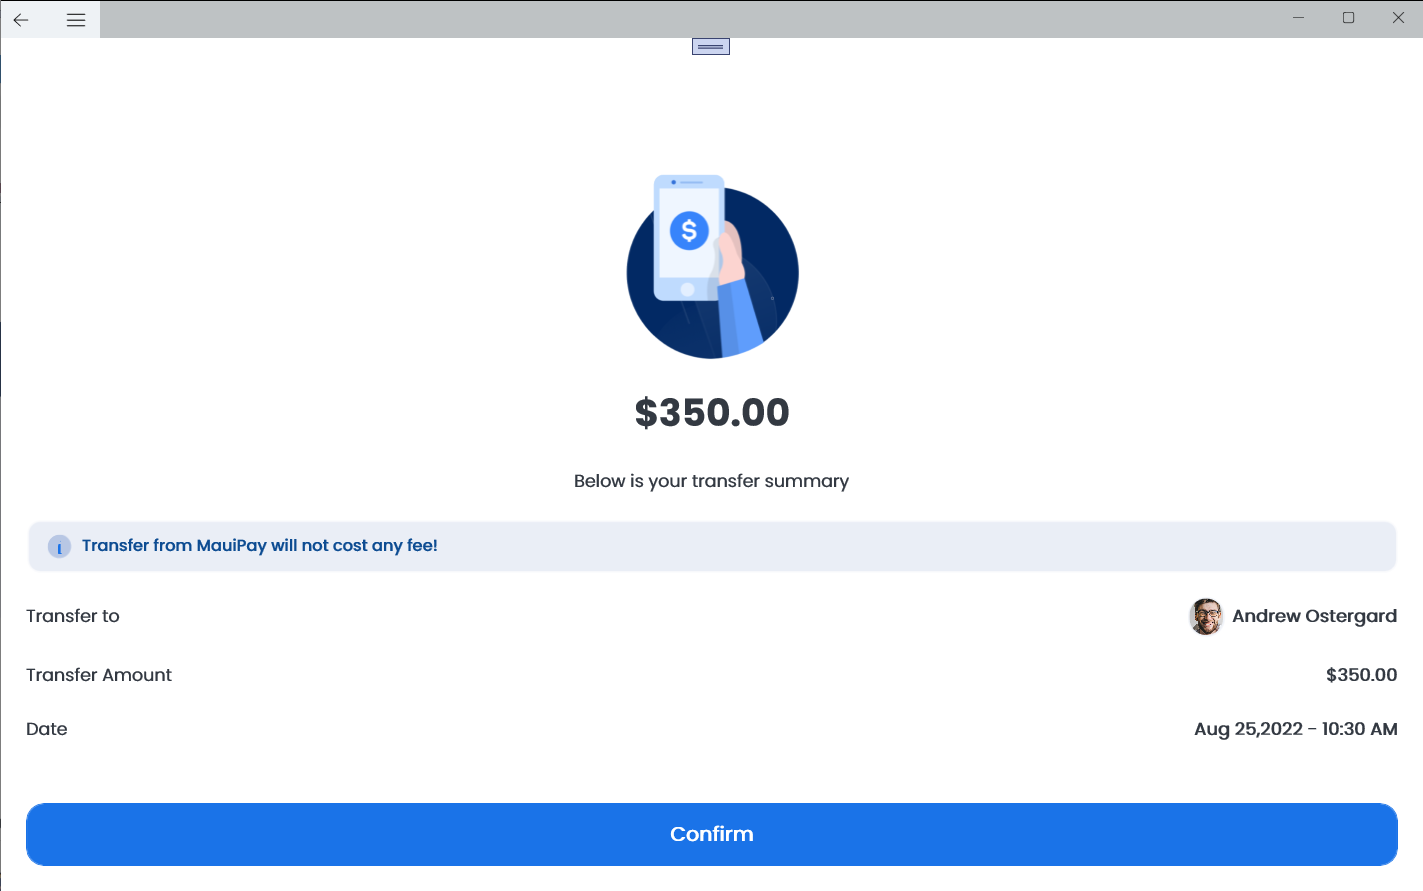 $
$350.00
Below is your transfer summary
i Transfer from MauiPay will not cost any fee!
Transfer to Andrew Ostergard
Transfer Amount $350.00
Date Aug 25,2022 - 10:30 AM
Confirm